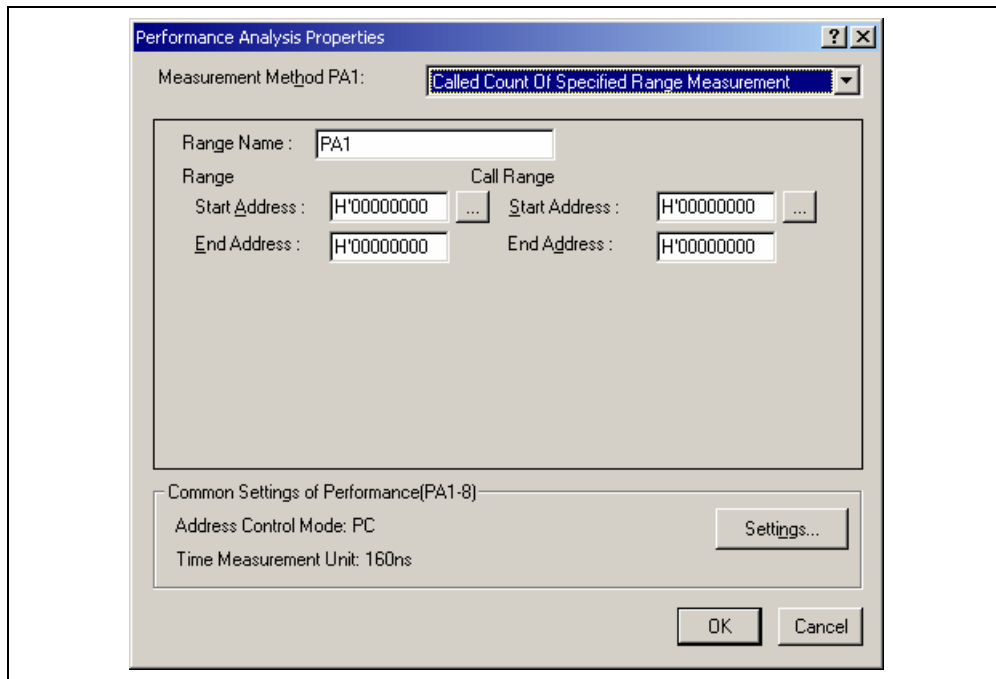 Performance Analysis Properties
Measurement Method PA1: Called Count Of Specified Range Measurement
Range Name : PA1
Range Call Range
Start Address : H'00000000 ... Start Address : H'00000000 ...
End Address : H'00000000 End Address : H'00000000
Common Settings of Performance(PA1-8)
Address Control Mode: PC
Settings...
Time Measurement Unit: 160ns
OK Cancel